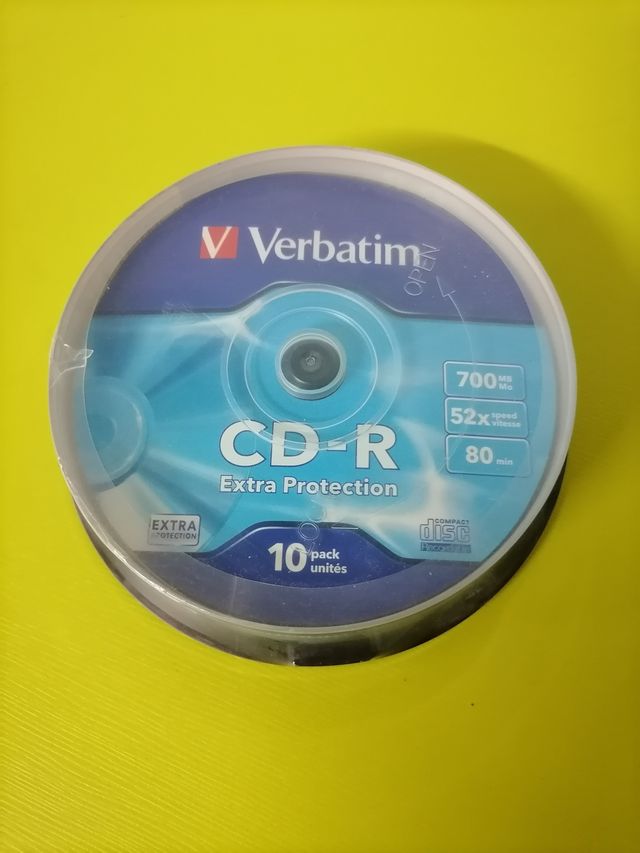 Verbatim
OPEN
700 MB Mo
52x speed vitesse
80 min
CD-R
Extra Protection
EXTRA PROTECTION
10 pack unités
COMPACT
disc
Recordable